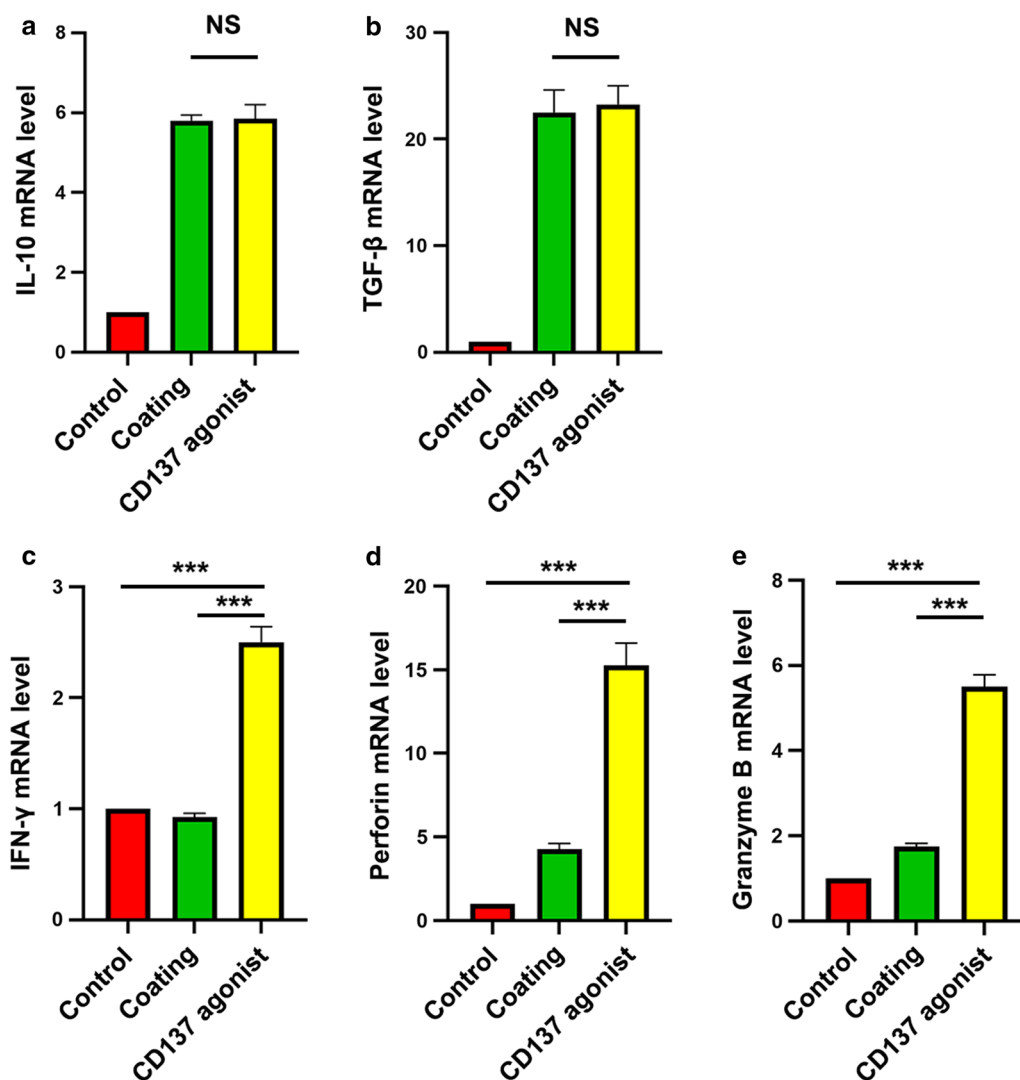 a
IL-10 mRNA level
8
6
4
2
0
NS
Control
Coating
CD137 agonist
b
TGF-β mRNA level
30
20
10
0
NS
Control
Coating
CD137 agonist
c
IFN-γ mRNA level
3
2
1
0
***
***
Control
Coating
CD137 agonist
d
Perforin mRNA level
20
15
10
5
0
***
***
Control
Coating
CD137 agonist
e
Granzyme B mRNA level
8
6
4
2
0
***
***
Control
Coating
CD137 agonist